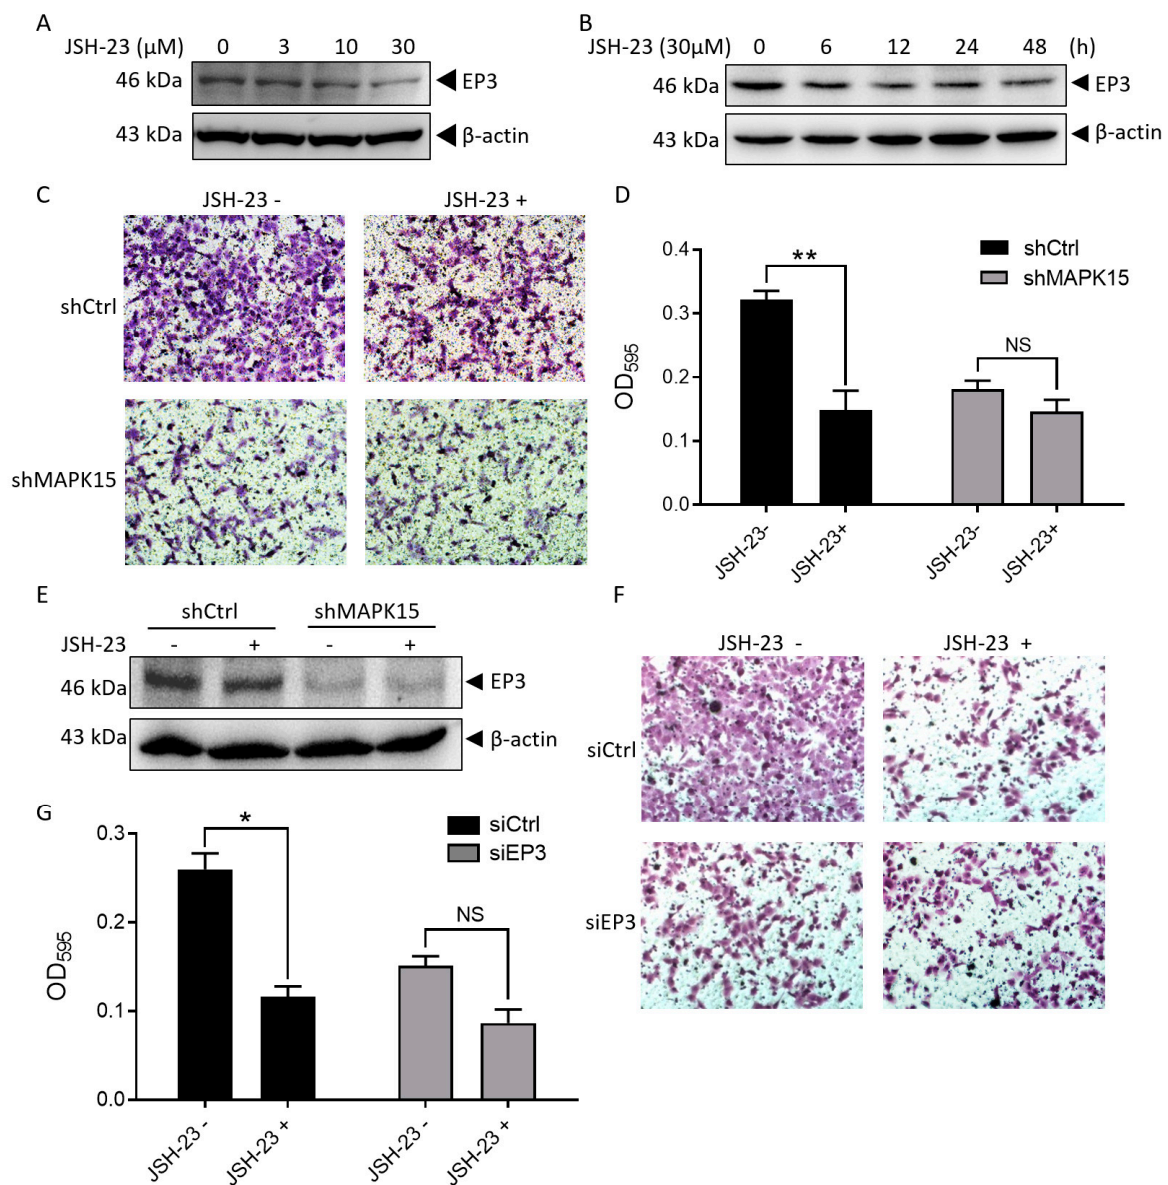 A
JSH-23 (μM) 0 3 10 30
46 kDa EP3
43 kDa β-actin
B
JSH-23 (30μM) 0 6 12 24 48 (h)
46 kDa EP3
43 kDa β-actin
C
JSH-23 - JSH-23 +
shCtrl
shMAPK15
D
shCtrl
shMAPK15
OD595
0.4
0.3
0.2
0.1
0.0
**
NS
JSH-23- JSH-23+ JSH-23- JSH-23+
E
shCtrl shMAPK15
JSH-23 - + - +
46 kDa EP3
43 kDa β-actin
F
JSH-23 - JSH-23 +
siCtrl
siEP3
G
siCtrl
siEP3
OD595
0.3
0.2
0.1
0.0
*
NS
JSH-23 - JSH-23 + JSH-23 - JSH-23 +